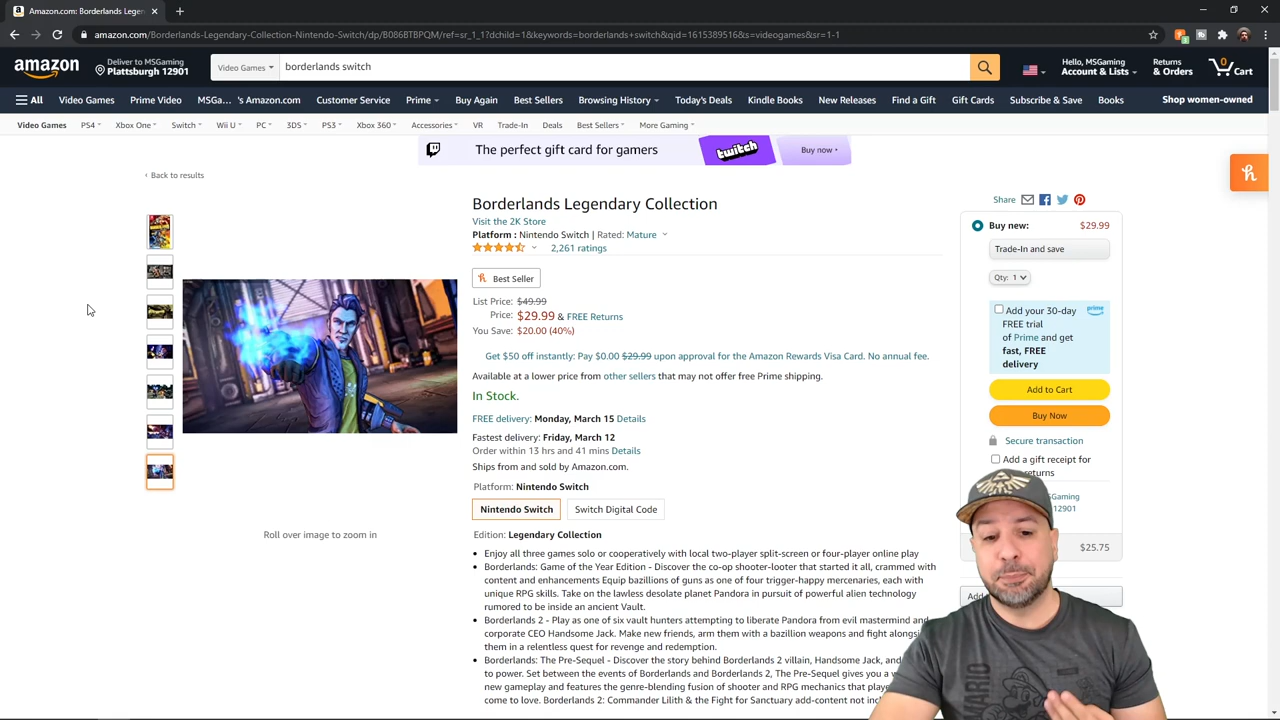 Amazon.com: Borderlands Legen
amazon.com/Borderlands-Legendary-Collection-Nintendo-Switch/dp/B086BTBPQM/ref=sr_1_1?dchild=1&keywords=borderlands+switch&qid=1615389516&s=videogames&sr=1-1
amazon
Deliver to MSGaming
Plattsburgh 12901
Video Games
borderlands switch
Hello, MSGaming
Account & Lists
Returns
& Orders
0
Cart
All
Video Games
Prime Video
MSGa... 's Amazon.com
Customer Service
Prime
Buy Again
Best Sellers
Browsing History
Today's Deals
Kindle Books
New Releases
Find a Gift
Gift Cards
Subscribe & Save
Books
Shop women-owned
Video Games
PS4
Xbox One
Switch
Wii U
PC
3DS
PS3
Xbox 360
Accessories
VR
Trade-In
Deals
Best Sellers
More Gaming
The perfect gift card for gamers
twitch
Buy now
‹ Back to results
Borderlands Legendary Collection
Visit the 2K Store
Platform : Nintendo Switch | Rated: Mature
2,261 ratings
Best Seller
List Price: $49.99
Price: $29.99 & FREE Returns
You Save: $20.00 (40%)
Get $50 off instantly: Pay $0.00 $29.99 upon approval for the Amazon Rewards Visa Card. No annual fee.
Available at a lower price from other sellers that may not offer free Prime shipping.
In Stock.
FREE delivery: Monday, March 15 Details
Fastest delivery: Friday, March 12
Order within 13 hrs and 41 mins Details
Ships from and sold by Amazon.com.
Platform: Nintendo Switch
Nintendo Switch
Switch Digital Code
Edition: Legendary Collection
• Enjoy all three games solo or cooperatively with local two-player split-screen or four-player online play
• Borderlands: Game of the Year Edition - Discover the co-op shooter-looter that started it all, crammed with
content and enhancements Equip bazillions of guns as one of four trigger-happy mercenaries, each with
unique RPG skills. Take on the lawless desolate planet Pandora in pursuit of powerful alien technology
rumored to be inside an ancient Vault.
• Borderlands 2 - Play as one of six vault hunters attempting to liberate Pandora from evil mastermind and
corporate CEO Handsome Jack. Make new friends, arm them with a bazillion weapons and fight alongsi
them in a relentless quest for revenge and redemption.
• Borderlands: The Pre-Sequel - Discover the story behind Borderlands 2 villain, Handsome Jack, and
to power. Set between the events of Borderlands and Borderlands 2, The Pre-Sequel gives you a w
new gameplay and features the genre-blending fusion of shooter and RPG mechanics that play
come to love. Borderlands 2: Commander Lilith & the Fight for Sanctuary add-content not inc
Roll over image to zoom in
Share
Buy new: $29.99
Trade-In and save
Qty: 1
Add your 30-day
FREE trial
of Prime and get
fast, FREE
delivery
prime
Add to Cart
Buy Now
Secure transaction
Add a gift receipt for
returns
SGaming
12901
$25.75
Add
MARIO